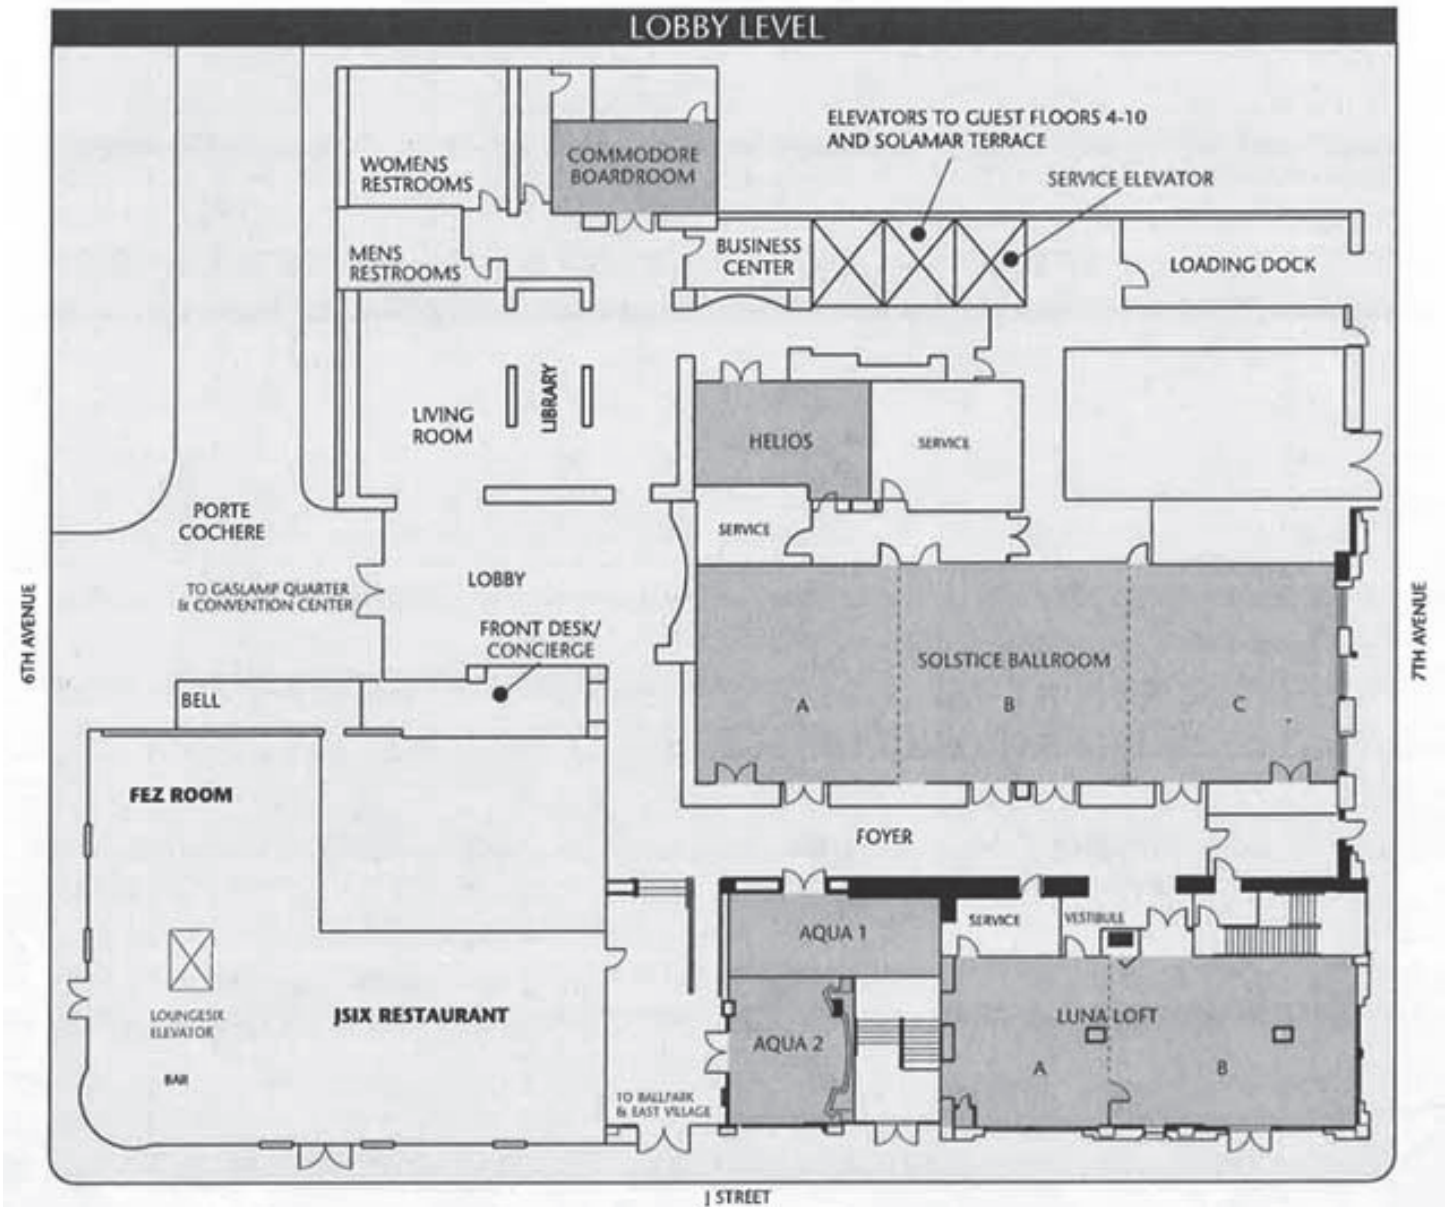 LOBBY LEVEL
ELEVATORS TO GUEST FLOORS 4-10
AND SOLAMAR TERRACE
SERVICE ELEVATOR
WOMENS
RESTROOMS
COMMODORE
BOARDROOM
MENS
RESTROOMS
BUSINESS
CENTER
LOADING DOCK
LIVING
ROOM
LIBRARY
HELIOS
SERVICE
PORTE
COCHERE
SERVICE
TO GASLAMP QUARTER
& CONVENTION CENTER
LOBBY
FRONT DESK/
CONCIERGE
6TH AVENUE
7TH AVENUE
SOLSTICE BALLROOM
A
B
C
BELL
FEZ ROOM
FOYER
AQUA 1
SERVICE
VESTIBULE
LOUNGESIX
ELEVATOR
JSIX RESTAURANT
AQUA 2
LUNA LOFT
A
B
BAR
TO BALLPARK
& EAST VILLAGE
J STREET